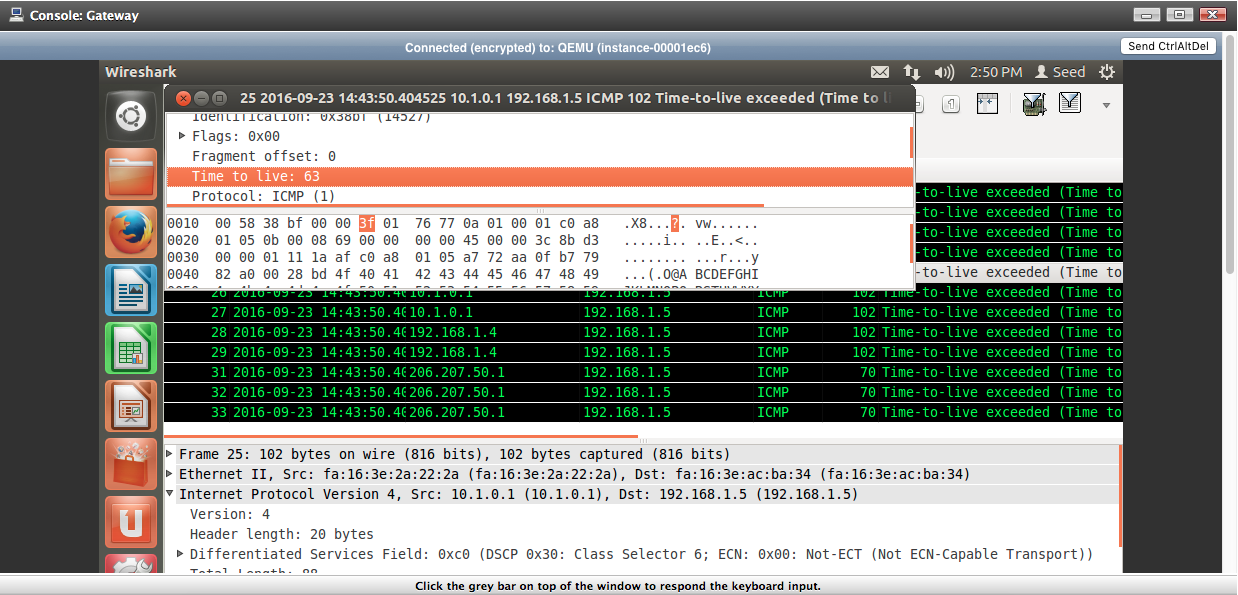 Console: Gateway
Connected (encrypted) to: QEMU (instance-00001ec6)
Send CtrlAltDel
Wireshark
2:50 PM Seed
25 2016-09-23 14:43:50.404525 10.1.0.1 192.168.1.5 ICMP 102 Time-to-live exceeded (Time to l
Identification: 0x38bf (14527)
Flags: 0x00
Fragment offset: 0
Time to live: 63
Protocol: ICMP (1)
-to-live exceeded (Time to
-to-live exceeded (Time to
-to-live exceeded (Time to
-to-live exceeded (Time to
-to-live exceeded (Time to
0010 00 58 38 bf 00 00 3f 01 76 77 0a 01 00 01 c0 a8 .X8...?. vw......
0020 01 05 0b 00 08 69 00 00 00 00 45 00 00 3c 8b d3 .....i.. ..E..<..
0030 00 00 01 11 1a af c0 a8 01 05 a7 72 aa 0f b7 79 ........ ...r...y
0040 82 a0 00 28 bd 4f 40 41 42 43 44 45 46 47 48 49 ...(.O@A BCDEFGHI
26 2016-09-23 14:43:50.40 10.1.0.1 192.168.1.5 ICMP 102 Time-to-live exceeded (Time to
27 2016-09-23 14:43:50.40 10.1.0.1 192.168.1.5 ICMP 102 Time-to-live exceeded (Time to
28 2016-09-23 14:43:50.40 192.168.1.4 192.168.1.5 ICMP 102 Time-to-live exceeded (Time to
29 2016-09-23 14:43:50.40 192.168.1.4 192.168.1.5 ICMP 102 Time-to-live exceeded (Time to
31 2016-09-23 14:43:50.40 206.207.50.1 192.168.1.5 ICMP 70 Time-to-live exceeded (Time to
32 2016-09-23 14:43:50.40 206.207.50.1 192.168.1.5 ICMP 70 Time-to-live exceeded (Time to
33 2016-09-23 14:43:50.40 206.207.50.1 192.168.1.5 ICMP 70 Time-to-live exceeded (Time to
Frame 25: 102 bytes on wire (816 bits), 102 bytes captured (816 bits)
Ethernet II, Src: fa:16:3e:2a:22:2a (fa:16:3e:2a:22:2a), Dst: fa:16:3e:ac:ba:34 (fa:16:3e:ac:ba:34)
Internet Protocol Version 4, Src: 10.1.0.1 (10.1.0.1), Dst: 192.168.1.5 (192.168.1.5)
Version: 4
Header length: 20 bytes
Differentiated Services Field: 0xc0 (DSCP 0x30: Class Selector 6; ECN: 0x00: Not-ECT (Not ECN-Capable Transport))
Total Length: 88
Click the grey bar on top of the window to respond the keyboard input.